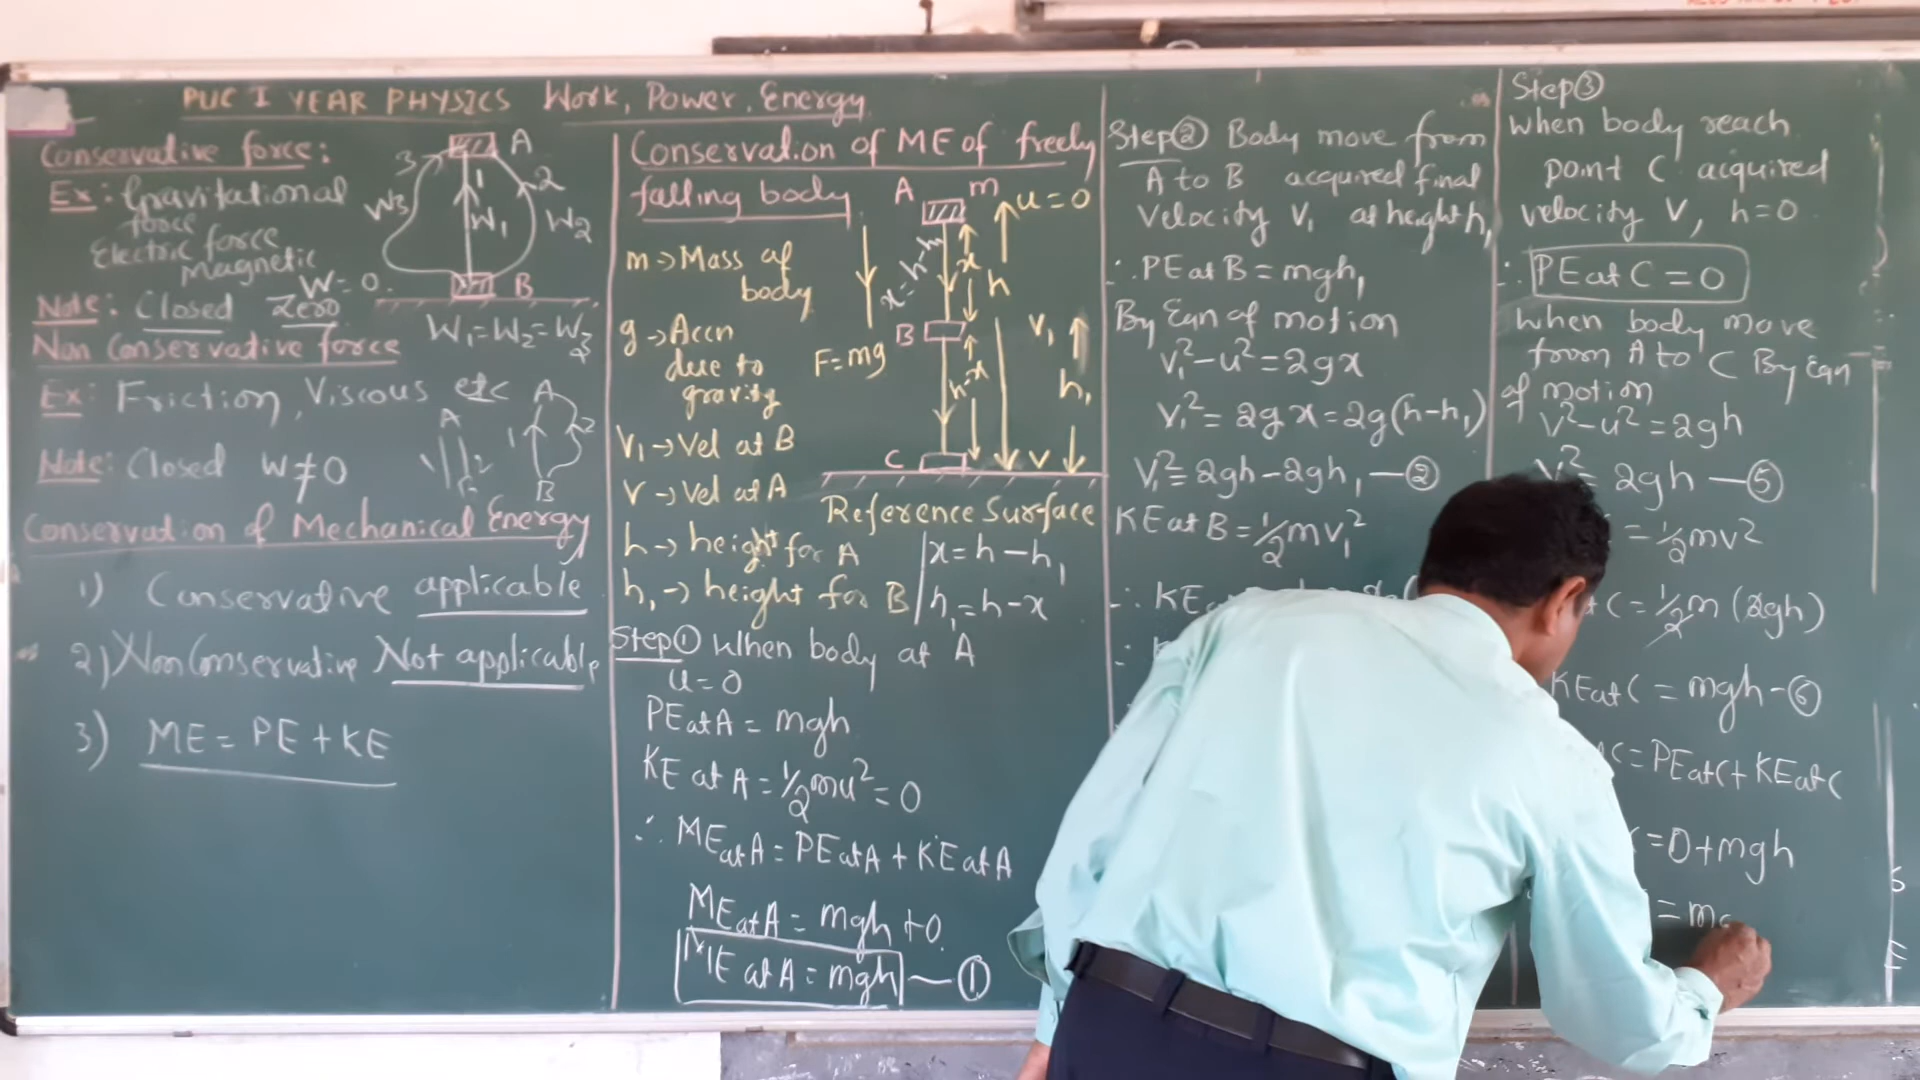 PUC I YEAR PHYSICS Work, Power, Energy
Conservative force:
Ex: Gravitational
force
Electric force
Magnetic
W=0.
Note: Closed Zero
3 1 2 A
W3 W1 W2
B
W₁=W₂=W₃
Non Conservative force
Ex: Friction, Viscous etc
Note: Closed W≠0
A 1 2 B
Conservation of Mechanical Energy
1) Conservative applicable
2) Non Conservative Not applicable
3) ME = PE + KE
Conservation of ME of freely
falling body
A m u=0
m → Mass of
body
g → Accn
due to
gravity
V₁ → Vel at B
v → Vel at A
h → height for A
h₁ → height for B
x=h-h₁
x h
B V₁
F=mg
h-x h₁
C V
Reference Surface
x = h - h₁
h₁ = h - x
Step① When body at A
u=0
PE at A = mgh
KE at A = ½mu² = 0
∴ ME at A = PE at A + KE at A
ME at A = mgh + 0
ME at A = mgh — ①
Step② Body move from
A to B acquired final
Velocity V₁ at height h₁
∴ PE at B = mgh₁
By Eqn of motion
V₁² - u² = 2gx
V₁² = 2gx = 2g(h-h₁)
V₁² = 2gh - 2gh₁ — ②
KE at B = ½mv₁²
∴ KE
Step③
When body reach
point C acquired
velocity V, h=0
∴ PE at C = 0
When body move
from A to C By Eqn
of motion
V² - u² = 2gh
V² = 2gh — ⑤
= ½mv²
at C = ½m(2gh)
KE at C = mgh - ⑥
C = PE at C + KE at C
= 0 + mgh
= mg